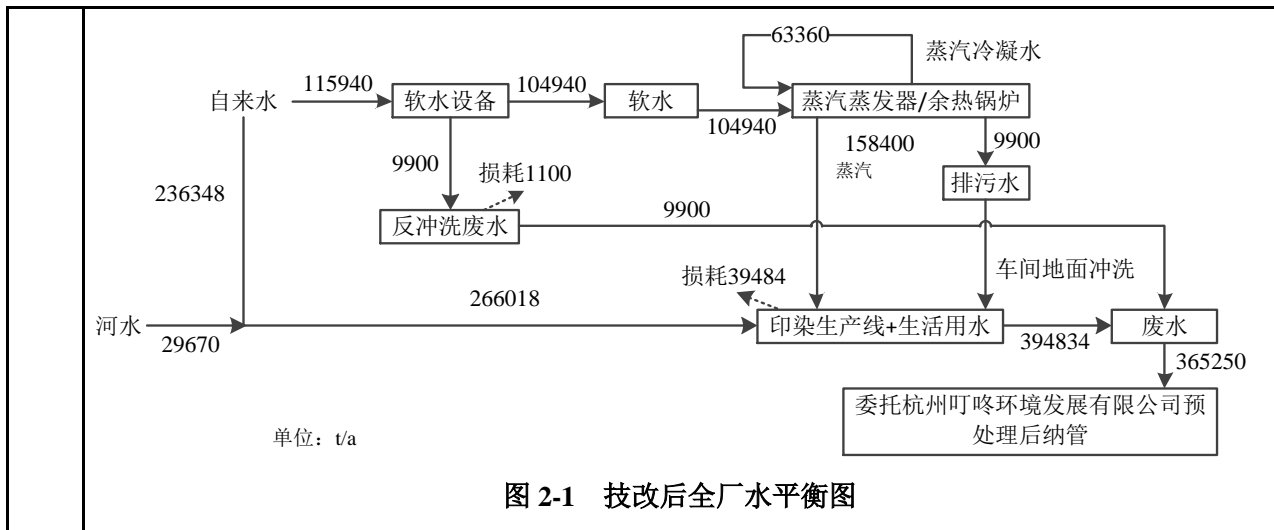 63360
蒸汽冷凝水
自来水
115940
软水设备
104940
软水
104940
蒸汽蒸发器/余热锅炉
9900
158400
蒸汽
9900
236348
损耗1100
排污水
反冲洗废水
9900
车间地面冲洗
损耗39484
266018
河水
29670
印染生产线+生活用水
394834
废水
365250
委托杭州叮咚环境发展有限公司预
处理后纳管
单位：t/a
图 2-1 技改后全厂水平衡图